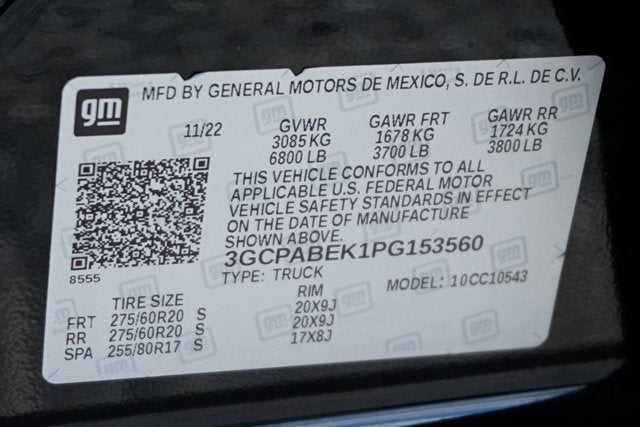 gm
MFD BY GENERAL MOTORS DE MEXICO, S. DE R.L. DE C.V.
11/22 GVWR GAWR FRT GAWR RR
3085 KG 1678 KG 1724 KG
6800 LB 3700 LB 3800 LB
THIS VEHICLE CONFORMS TO ALL
APPLICABLE U.S. FEDERAL MOTOR
VEHICLE SAFETY STANDARDS IN EFFECT
ON THE DATE OF MANUFACTURE
SHOWN ABOVE.
3GCPABEK1PG153560
8555
TYPE: TRUCK MODEL: 10CC10543
TIRE SIZE RIM
FRT 275/60R20 S 20X9J
RR 275/60R20 S 20X9J
SPA 255/80R17 S 17X8J